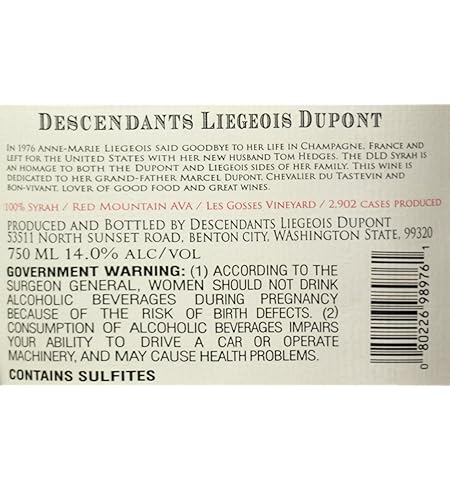 DESCENDANTS LIEGEOIS DUPONT
IN 1976 ANNE-MARIE LIEGEOIS SAID GOODBYE TO HER LIFE IN CHAMPAGNE, FRANCE AND
LEFT FOR THE UNITED STATES WITH HER NEW HUSBAND TOM HEDGES. THE DLD SYRAH IS
AN HOMAGE TO BOTH THE DUPONT AND LIEGEOIS SIDES OF HER FAMILY. THIS WINE IS
DEDICATED TO HER GRAND-FATHER MARCEL DUPONT, CHEVALIER DU TASTEVIN AND
BON-VIVANT, LOVER OF GOOD FOOD AND GREAT WINES.
100% SYRAH / RED MOUNTAIN AVA / LES GOSSES VINEYARD / 2,902 CASES PRODUCED
PRODUCED AND BOTTLED BY DESCENDANTS LIEGEOIS DUPONT
53511 NORTH SUNSET ROAD, BENTON CITY, WASHINGTON STATE, 99320
750 ML 14.0% ALC/VOL
GOVERNMENT WARNING: (1) ACCORDING TO THE
SURGEON GENERAL, WOMEN SHOULD NOT DRINK
ALCOHOLIC BEVERAGES DURING PREGNANCY
BECAUSE OF THE RISK OF BIRTH DEFECTS. (2)
CONSUMPTION OF ALCOHOLIC BEVERAGES IMPAIRS
YOUR ABILITY TO DRIVE A CAR OR OPERATE
MACHINERY, AND MAY CAUSE HEALTH PROBLEMS.
CONTAINS SULFITES
0 80226 98976 1